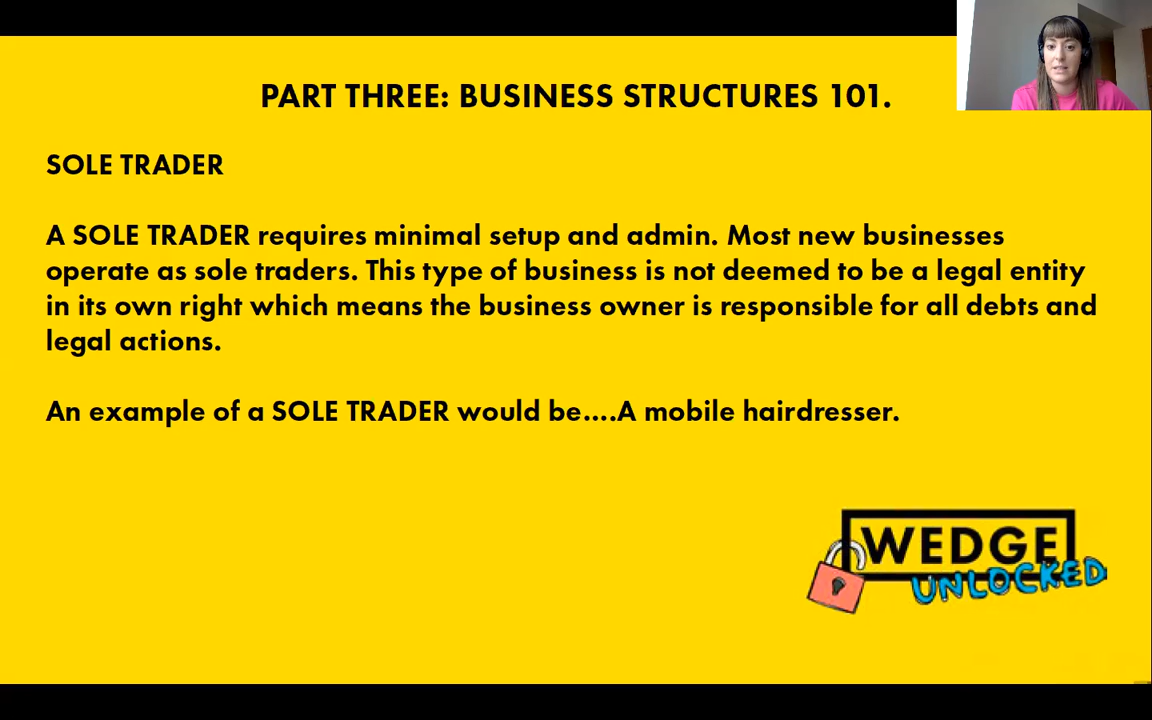 PART THREE: BUSINESS STRUCTURES 101.
SOLE TRADER
A SOLE TRADER requires minimal setup and admin. Most new businesses
operate as sole traders. This type of business is not deemed to be a legal entity
in its own right which means the business owner is responsible for all debts and
legal actions.
An example of a SOLE TRADER would be....A mobile hairdresser.
WEDGE
UNLOCKED